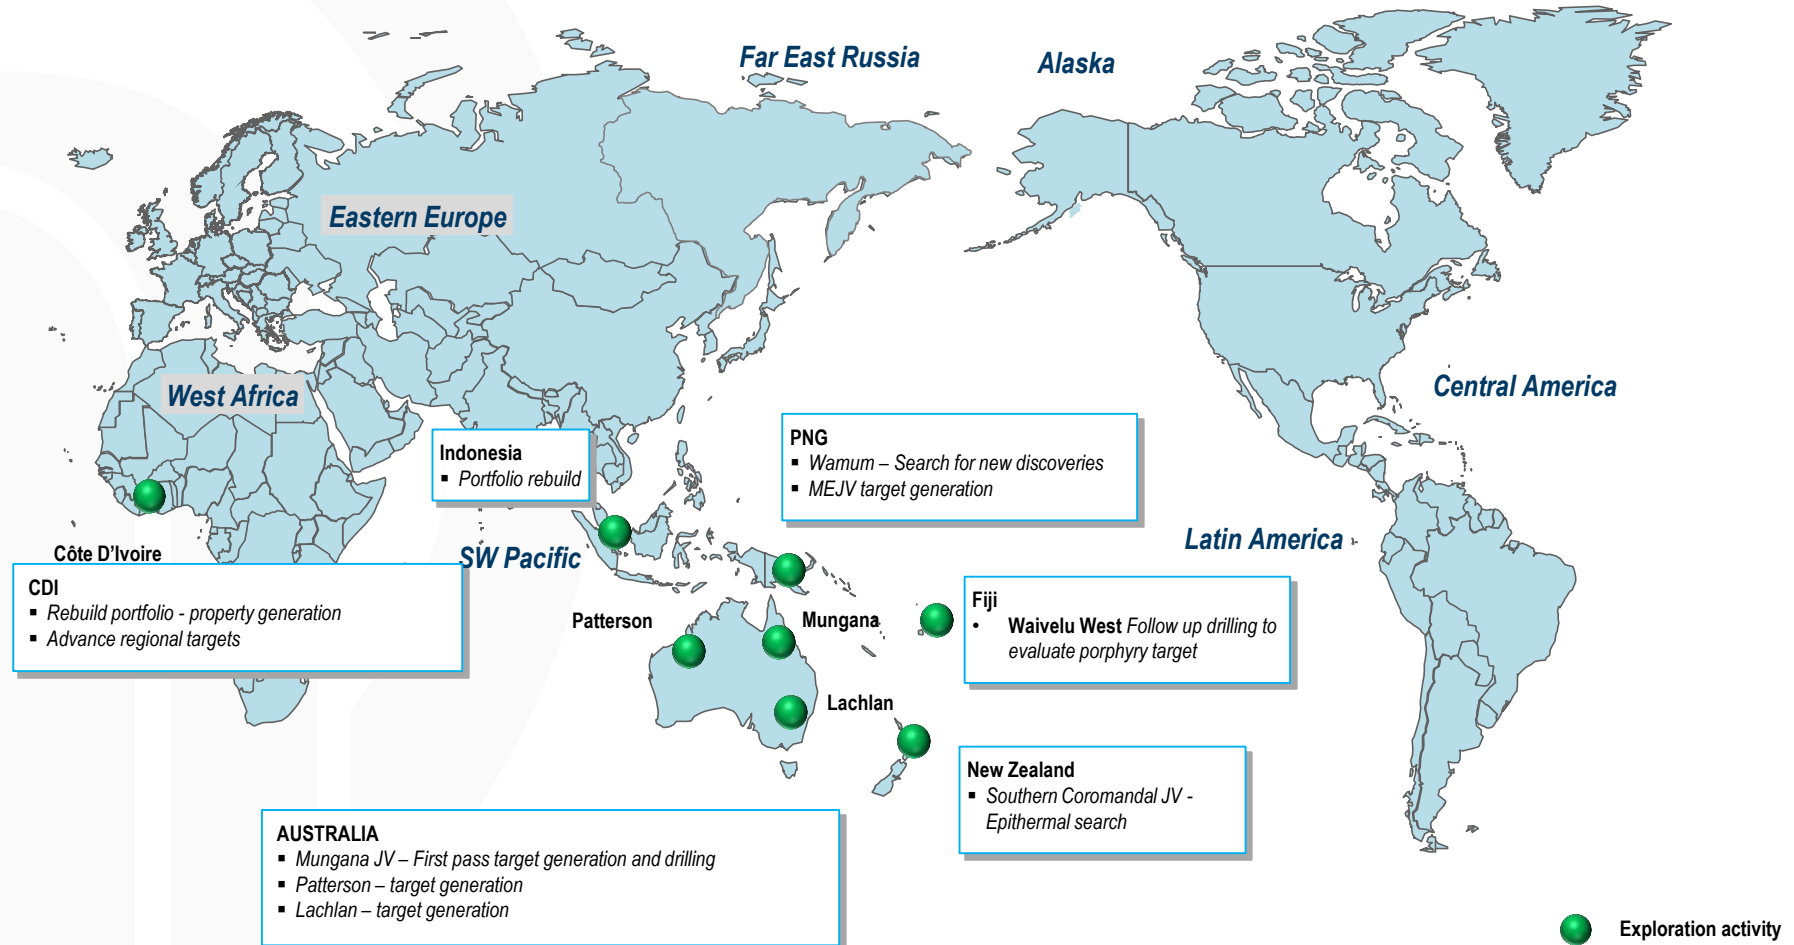 Far East Russia
Alaska
Eastern Europe
West Africa
Central America
Indonesia
▪ Portfolio rebuild
PNG
▪ Wamum – Search for new discoveries
▪ MEJV target generation
Latin America
SW Pacific
Côte D’Ivoire
CDI
▪ Rebuild portfolio - property generation
▪ Advance regional targets
Patterson
Mungana
Fiji
• Waivelu West Follow up drilling to
evaluate porphyry target
Lachlan
New Zealand
▪ Southern Coromandal JV -
Epithermal search
AUSTRALIA
▪ Mungana JV – First pass target generation and drilling
▪ Patterson – target generation
▪ Lachlan – target generation
Exploration activity